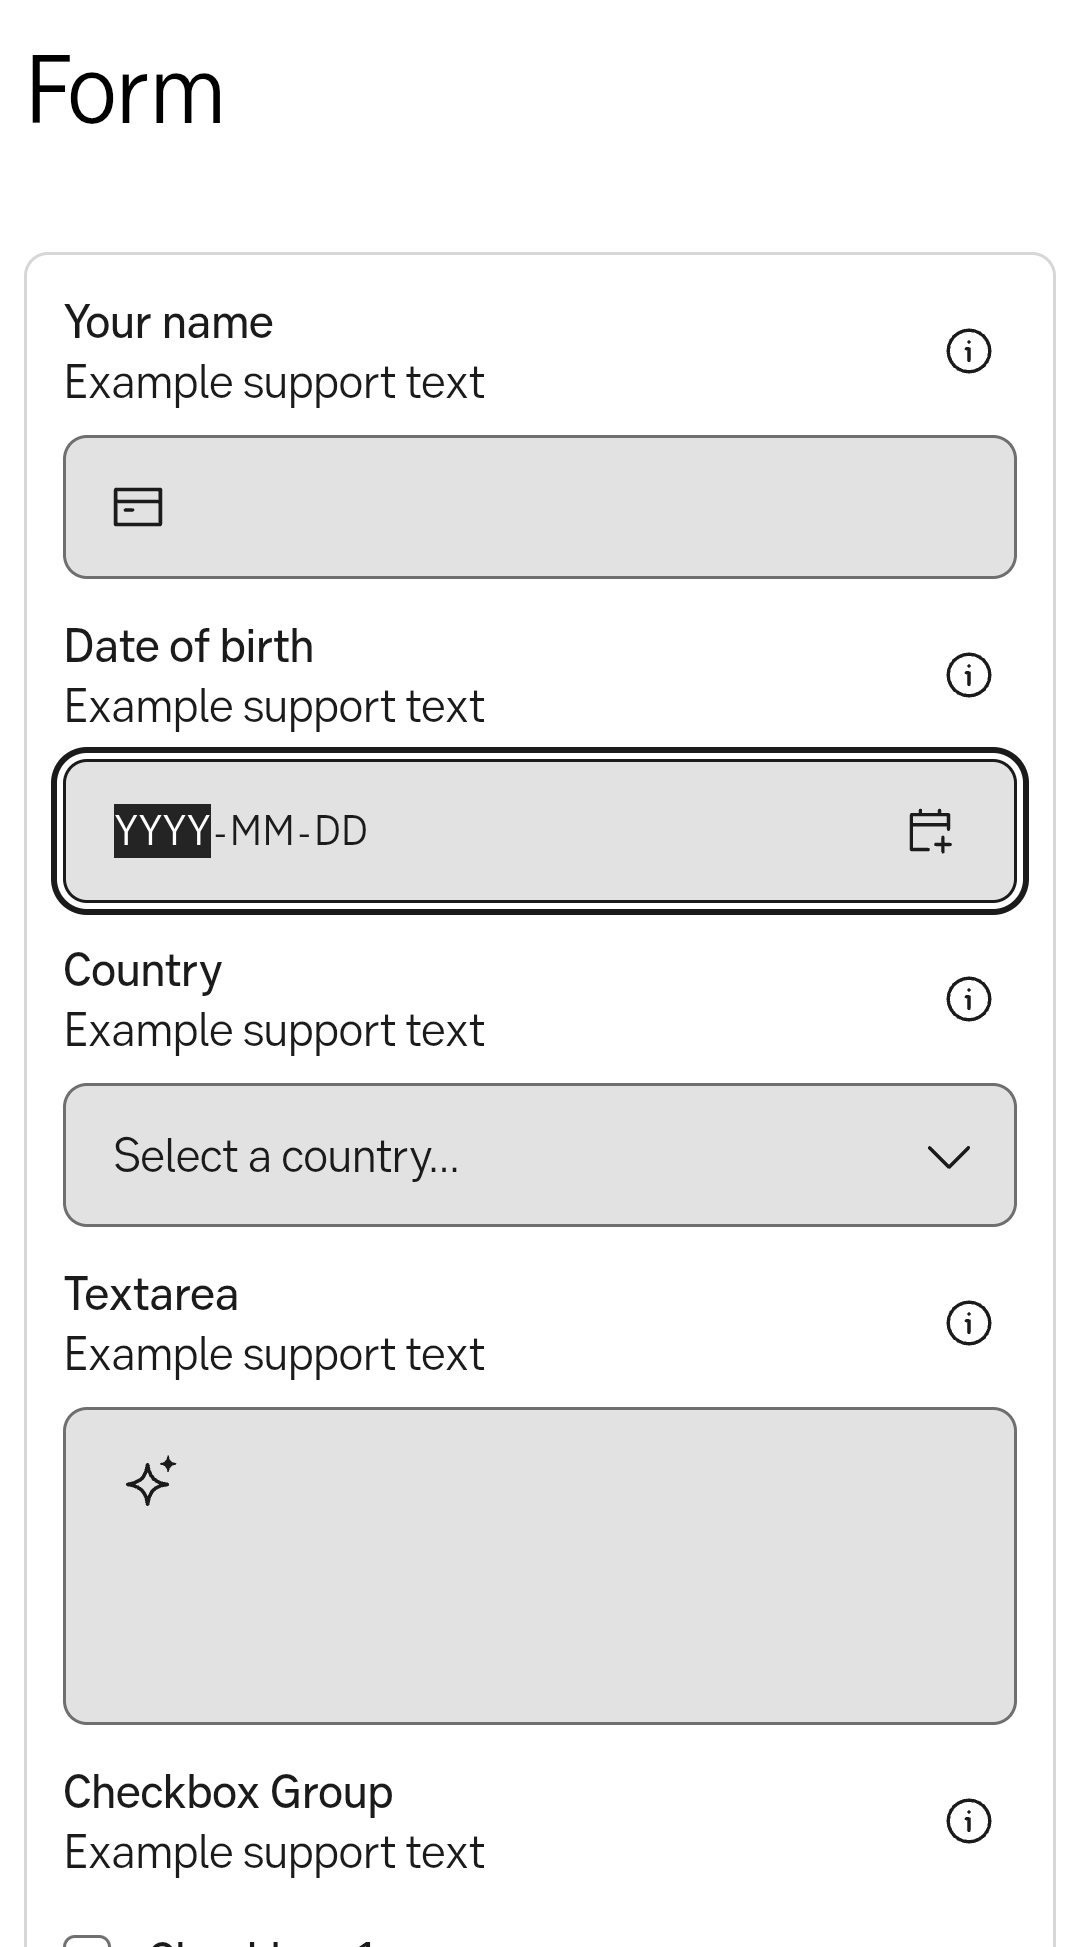 Form
Your name
Example support text
Date of birth
Example support text
YYYY-MM-DD
Country
Example support text
Select a country...
Textarea
Example support text
Checkbox Group
Example support text